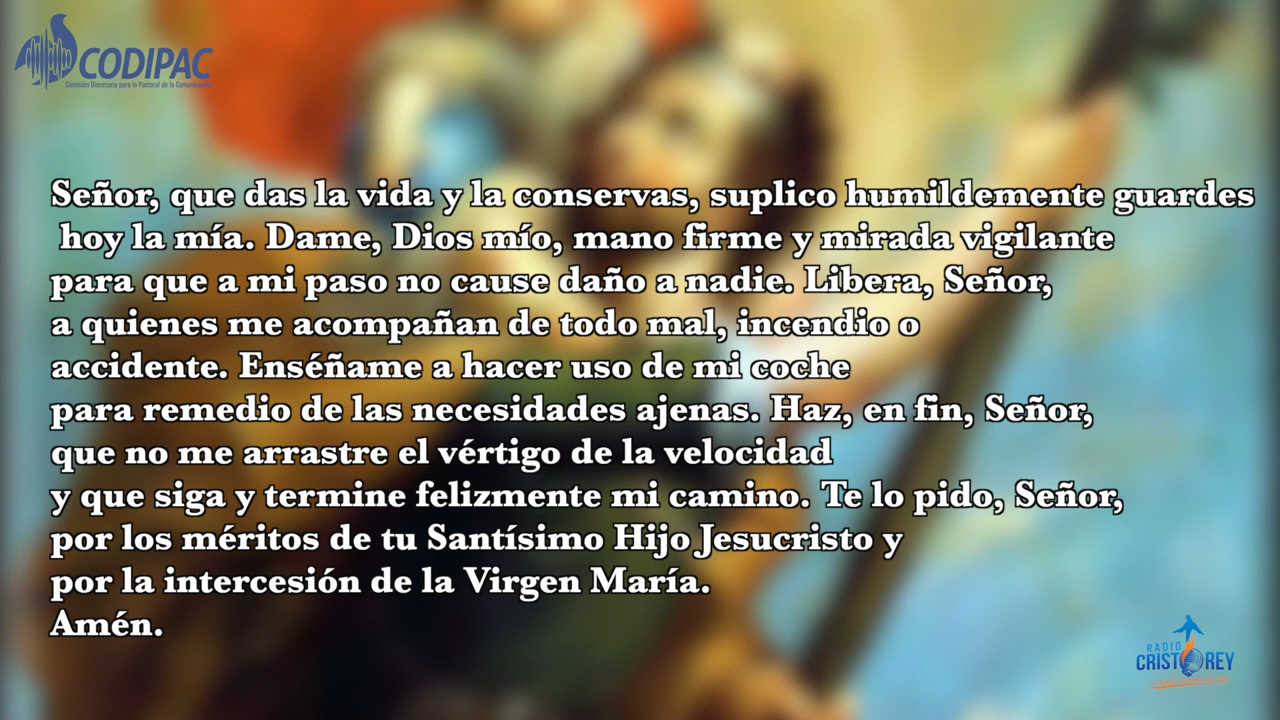 CODIPAC
Comisión Diocesana para la Pastoral de la Comunicación
Señor, que das la vida y la conservas, suplico humildemente guardes
hoy la mía. Dame, Dios mío, mano firme y mirada vigilante
para que a mi paso no cause daño a nadie. Libera, Señor,
a quienes me acompañan de todo mal, incendio o
accidente. Enséñame a hacer uso de mi coche
para remedio de las necesidades ajenas. Haz, en fin, Señor,
que no me arrastre el vértigo de la velocidad
y que siga y termine felizmente mi camino. Te lo pido, Señor,
por los méritos de tu Santísimo Hijo Jesucristo y
por la intercesión de la Virgen María.
Amén.
RADIO
CRISTO REY